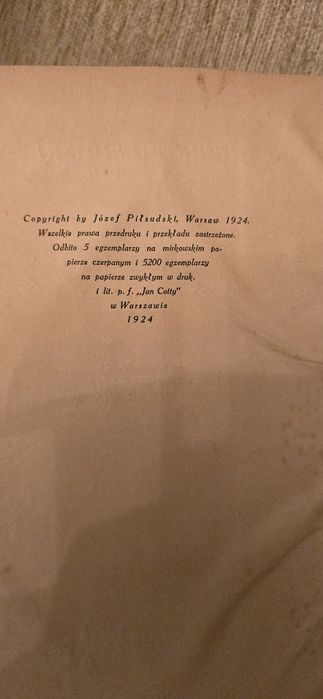 Copyright by Józef Piłsudski, Warsaw 1924.
Wszelkie prawa przedruku i przekładu zastrzeżone.
Odbito 5 egzemplarzy na mirkowskim pa-
pierze czerpanym i 5200 egzemplarzy
na papierze zwykłym w druk.
i lit. p. f. „Jan Cotty”
w Warszawie
1924